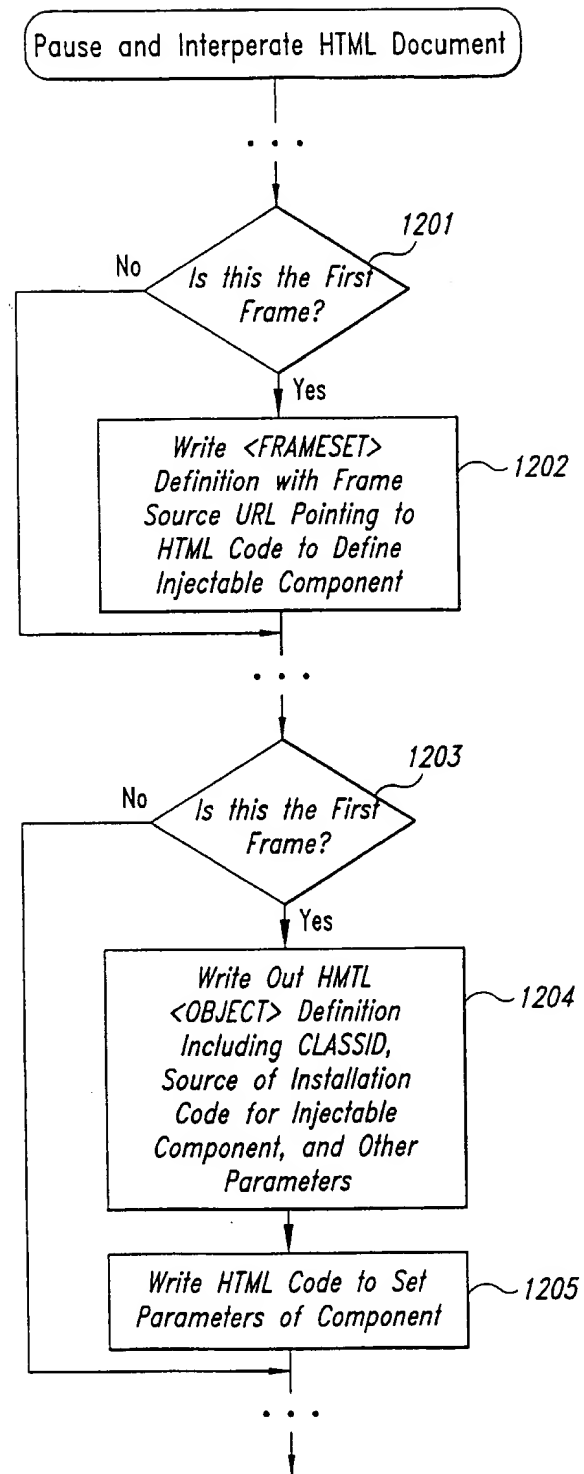 Pause and Interperate HTML Document
1201
No
Is this the First
Frame?
Yes
Write <FRAMESET>
Definition with Frame
Source URL Pointing to
HTML Code to Define
Injectable Component
1202
1203
No
Is this the First
Frame?
Yes
Write Out HMTL
<OBJECT> Definition
Including CLASSID,
Source of Installation
Code for Injectable
Component, and Other
Parameters
1204
Write HTML Code to Set
Parameters of Component
1205